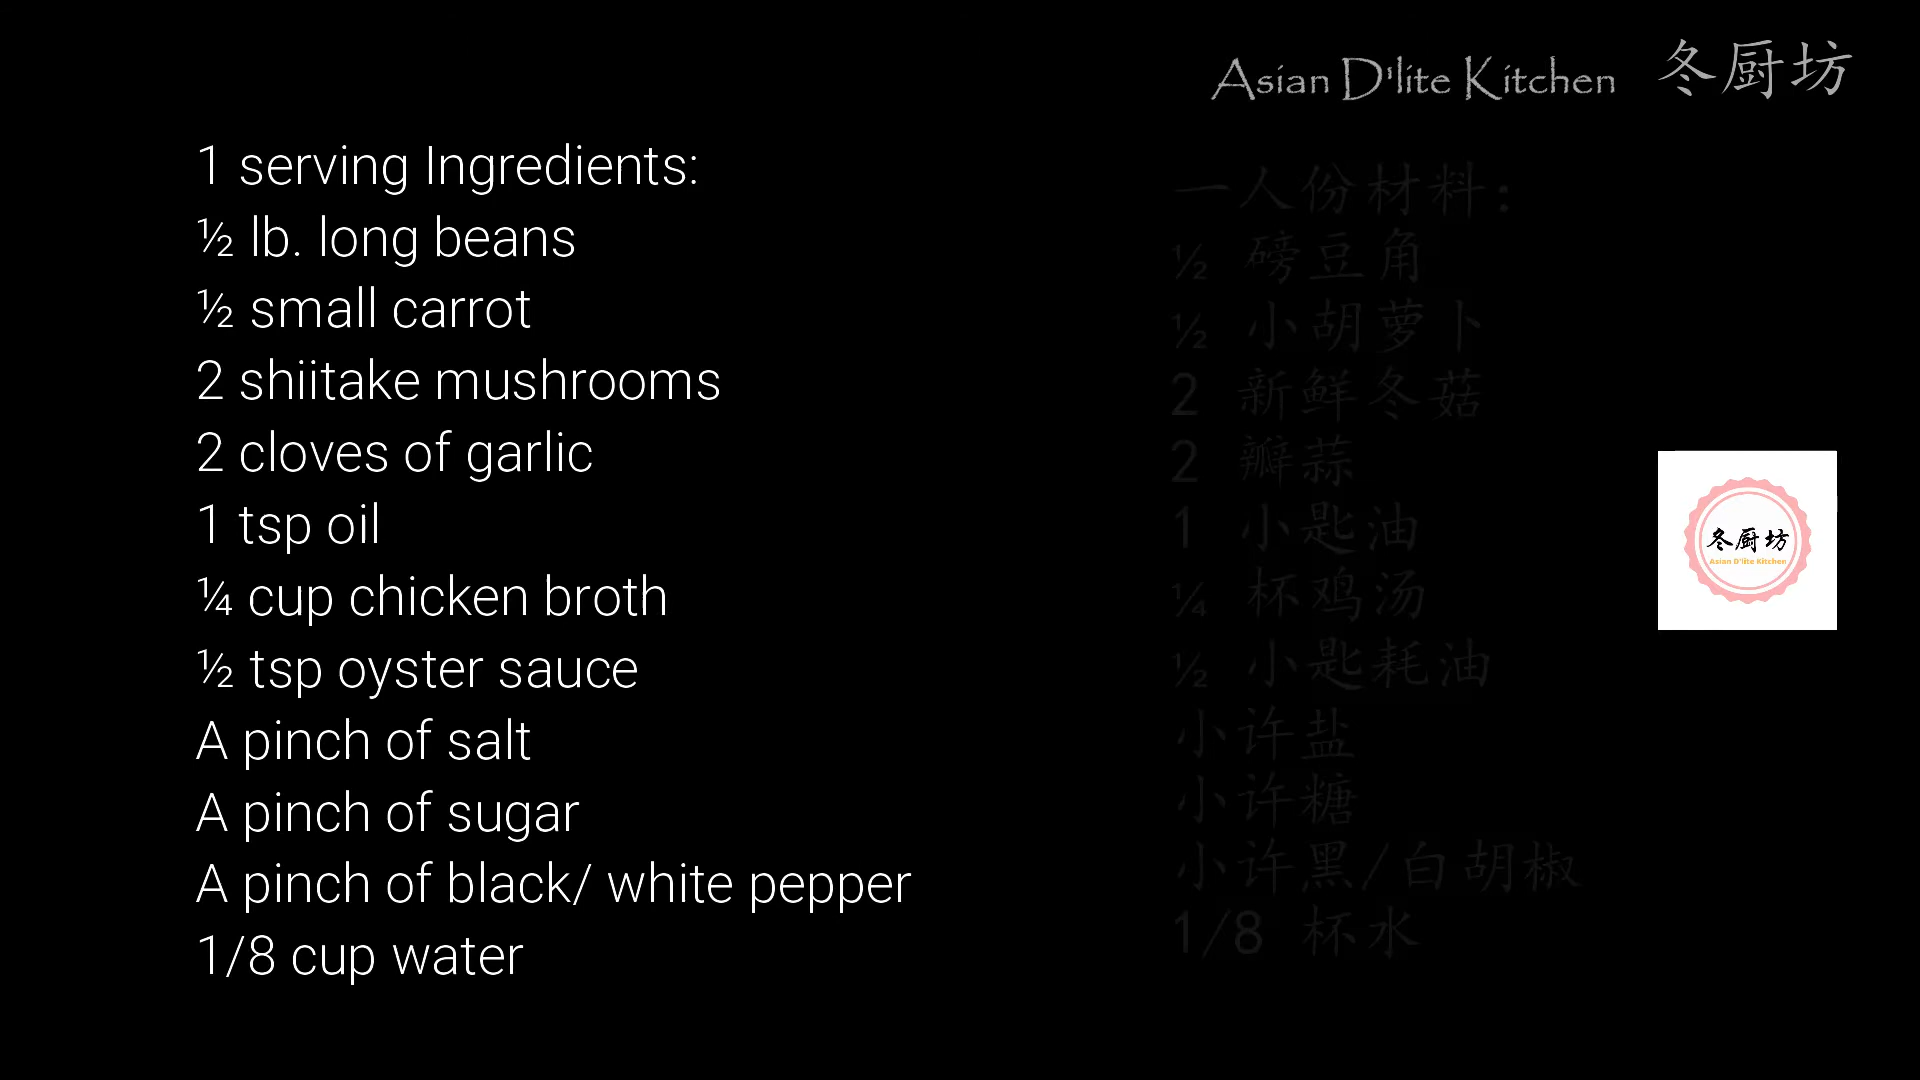 Asian D'lite Kitchen 冬厨坊
1 serving Ingredients:
½ lb. long beans
½ small carrot
2 shiitake mushrooms
2 cloves of garlic
1 tsp oil
¼ cup chicken broth
½ tsp oyster sauce
A pinch of salt
A pinch of sugar
A pinch of black/ white pepper
1/8 cup water
一人份材料:
½ 磅豆角
½ 小胡萝卜
2 新鲜冬菇
2 瓣蒜
1 小匙油
¼ 杯鸡汤
½ 小匙耗油
小许盐
小许糖
小许黑/白胡椒
1/8 杯水
冬厨坊
Asian D'lite Kitchen